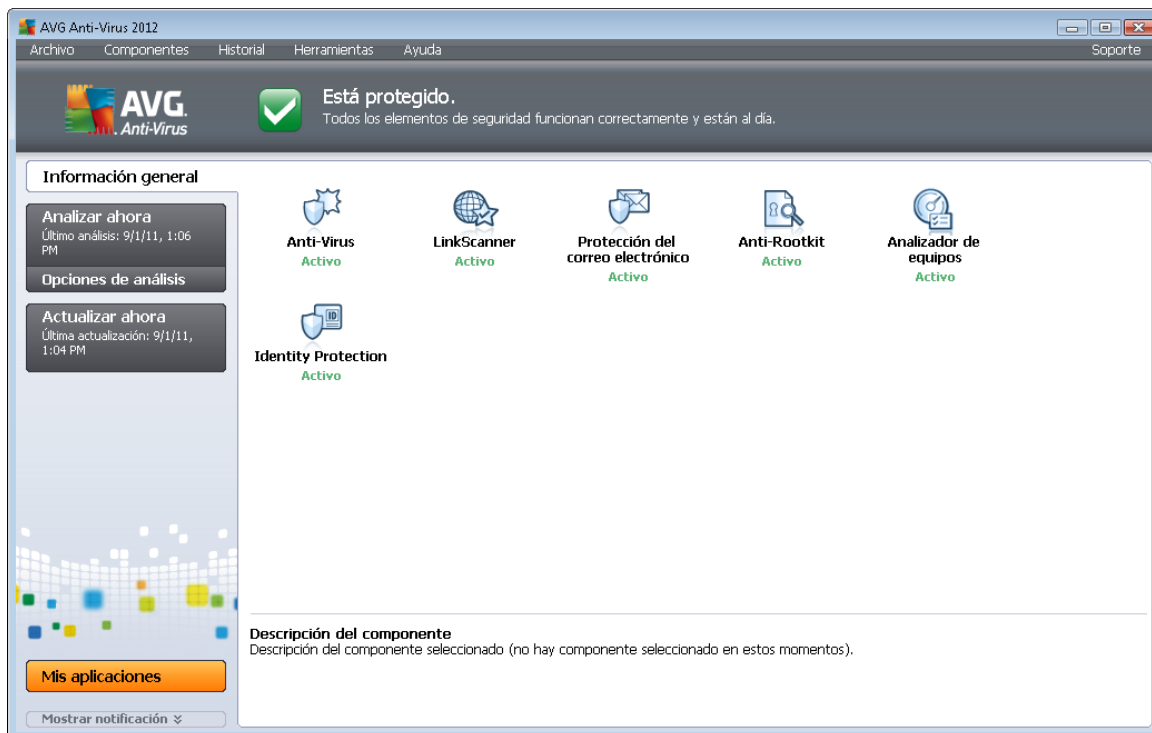 AVG Anti-Virus 2012
Archivo Componentes Historial Herramientas Ayuda Soporte
AVG.
Anti-Virus
Está protegido.
Todos los elementos de seguridad funcionan correctamente y están al día.
Información general
Analizar ahora
Último análisis: 9/1/11, 1:06
PM
Opciones de análisis
Actualizar ahora
Última actualización: 9/1/11,
1:04 PM
Anti-Virus
Activo
LinkScanner
Activo
Protección del
correo electrónico
Activo
Anti-Rootkit
Activo
Analizador de
equipos
Activo
ID
Identity Protection
Activo
Descripción del componente
Descripción del componente seleccionado (no hay componente seleccionado en estos momentos).
Mis aplicaciones
Mostrar notificación